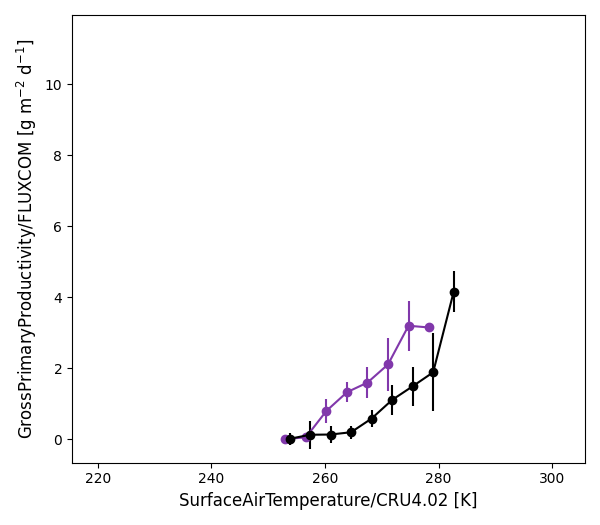 GrossPrimaryProductivity/FLUXCOM [g m⁻² d⁻¹]
10
8
6
4
2
0
220 240 260 280 300
SurfaceAirTemperature/CRU4.02 [K]